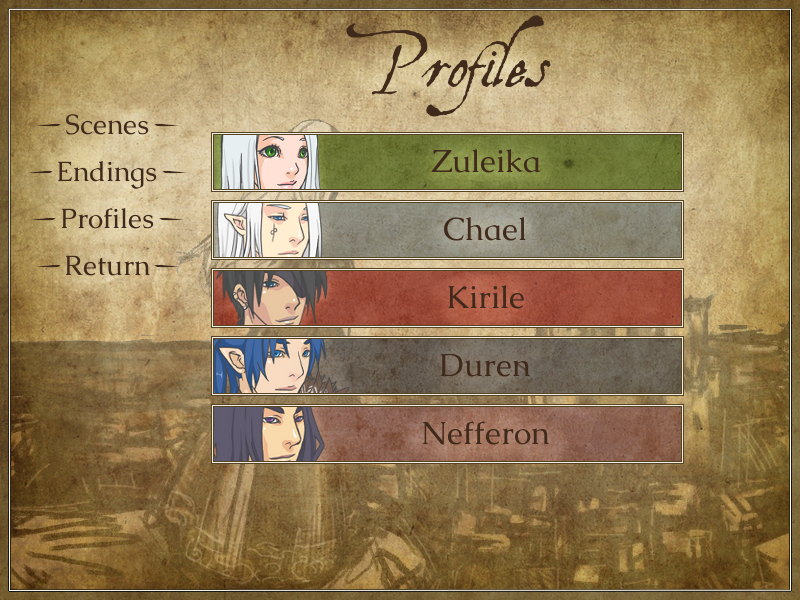 Profiles
Scenes
Endings
Profiles
Return
Zuleika
Chael
Kirile
Duren
Nefferon